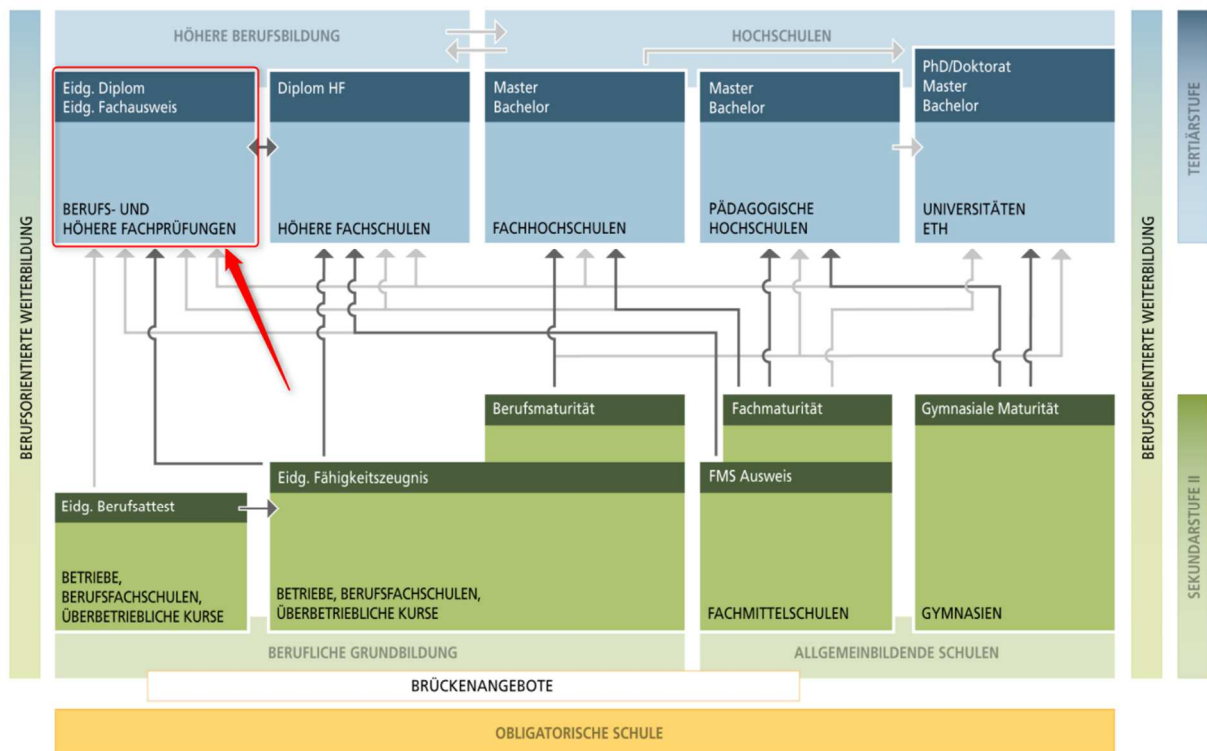 HÖHERE BERUFSBILDUNG
HOCHSCHULEN
Eidg. Diplom
Eidg. Fachausweis
BERUFS- UND
HÖHERE FACHPRÜFUNGEN
Diplom HF
HÖHERE FACHSCHULEN
Master
Bachelor
FACHHOCHSCHULEN
Master
Bachelor
PÄDAGOGISCHE
HOCHSCHULEN
PhD/Doktorat
Master
Bachelor
UNIVERSITÄTEN
ETH
BERUFSORIENTIERTE WEITERBILDUNG
BERUFSORIENTIERTE WEITERBILDUNG
TERTIÄRSTUFE
SEKUNDARSTUFE II
Berufsmaturität
Fachmaturität
Gymnasiale Maturität
Eidg. Fähigkeitszeugnis
FMS Ausweis
Eidg. Berufsattest
BETRIEBE,
BERUFSFACHSCHULEN,
ÜBERBETRIEBLICHE KURSE
BETRIEBE, BERUFSFACHSCHULEN,
ÜBERBETRIEBLICHE KURSE
FACHMITTELSCHULEN
GYMNASIEN
BERUFLICHE GRUNDBILDUNG
ALLGEMEINBILDENDE SCHULEN
BRÜCKENANGEBOTE
OBLIGATORISCHE SCHULE